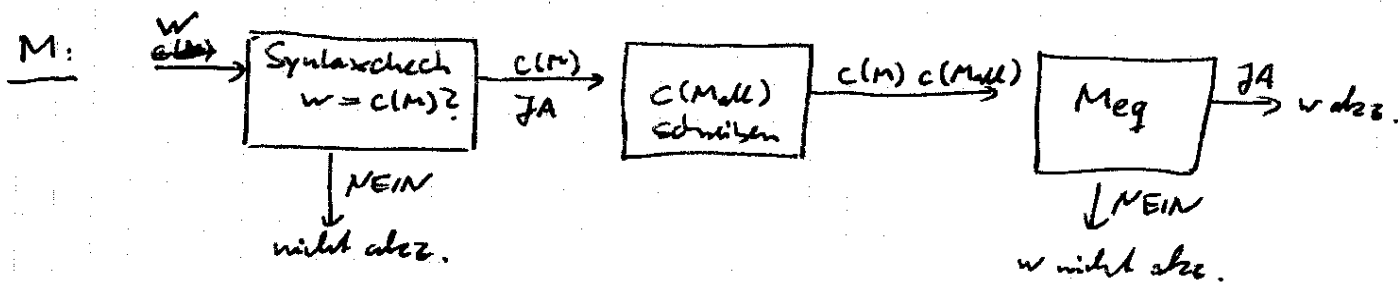 M:
w
Syntaxcheck
w = c(M)?
c(M)
JA
NEIN
nicht akz.
c(Mall)
schreiben
c(M) c(Mall)
Meq
JA
w akz.
NEIN
w nicht akz.